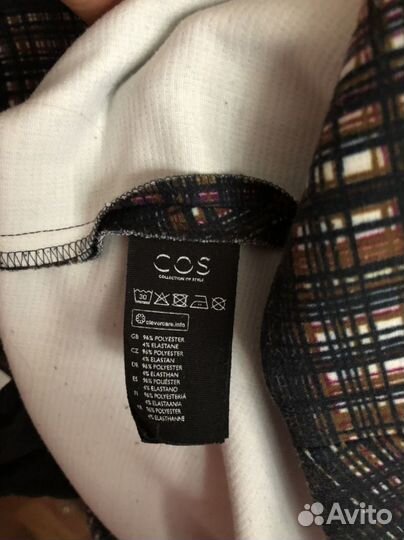 COS
COLLECTION OF STYLE
30
clevercare.info
GB 96% POLYESTER
4% ELASTANE
CZ 96% POLYESTER
4% ELASTAN
DE 96% POLYESTER
4% ELASTHAN
ES 96% POLIÉSTER
4% ELASTANO
FI 96% POLYESTERIÄ
4% ELASTAANIA
FR 96% POLYESTER
4% ELASTHANNE
Avito